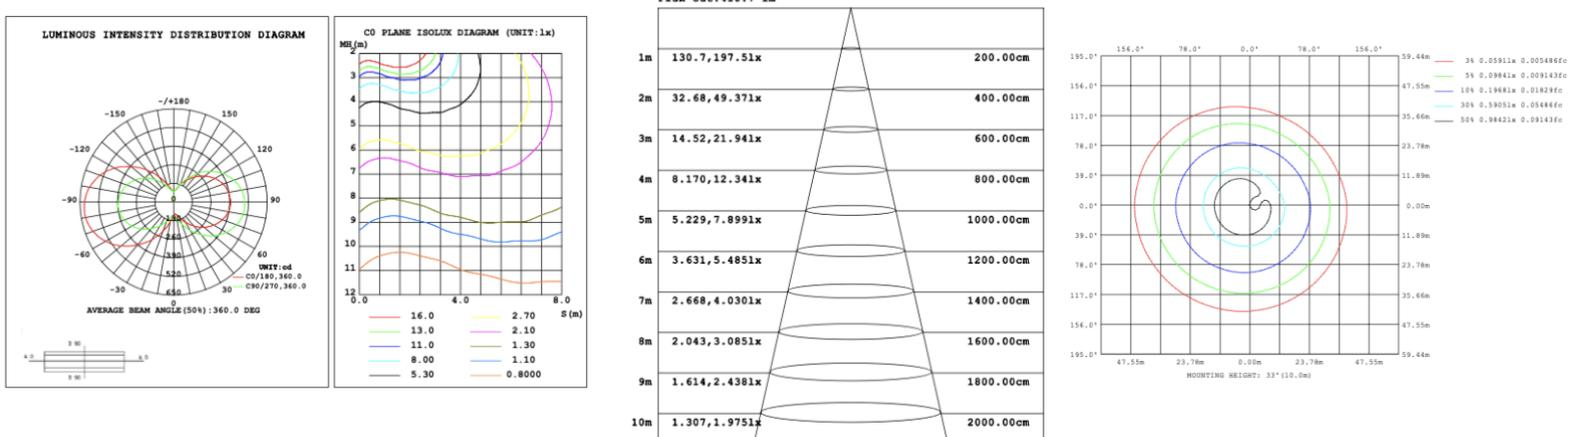 LUMINOUS INTENSITY DISTRIBUTION DIAGRAM
-/+180
-150
150
-120
120
-90
90
-60
60
-30
30
0
0
260
390
520
650
UNIT:cd
C0/180,360.0
C90/270,360.0
AVERAGE BEAM ANGLE(50%):360.0 DEG
C0 PLANE ISOLUX DIAGRAM (UNIT:lx)
MH(m)
2
3
4
5
6
7
8
9
10
11
12
0.0 4.0 8.0
S(m)
16.0 2.70
13.0 2.10
11.0 1.30
8.00 1.10
5.30 0.8000
1m 130.7,197.5lx 200.00cm
2m 32.68,49.37lx 400.00cm
3m 14.52,21.94lx 600.00cm
4m 8.170,12.34lx 800.00cm
5m 5.229,7.899lx 1000.00cm
6m 3.631,5.485lx 1200.00cm
7m 2.668,4.030lx 1400.00cm
8m 2.043,3.085lx 1600.00cm
9m 1.614,2.438lx 1800.00cm
10m 1.307,1.975lx 2000.00cm
156.0' 78.0' 0.0' 78.0' 156.0'
195.0' 59.44m
156.0' 47.55m
117.0' 35.66m
78.0' 23.78m
39.0' 11.89m
0.0' 0.00m
39.0' 11.89m
78.0' 23.78m
117.0' 35.66m
156.0' 47.55m
195.0' 59.44m
47.55m 23.78m 0.00m 23.78m 47.55m
MOUNTING HEIGHT: 33'(10.0m)
3% 0.0591lx 0.005486fc
5% 0.0984lx 0.009143fc
10% 0.1968lx 0.01829fc
30% 0.5905lx 0.05486fc
50% 0.9842lx 0.09143fc